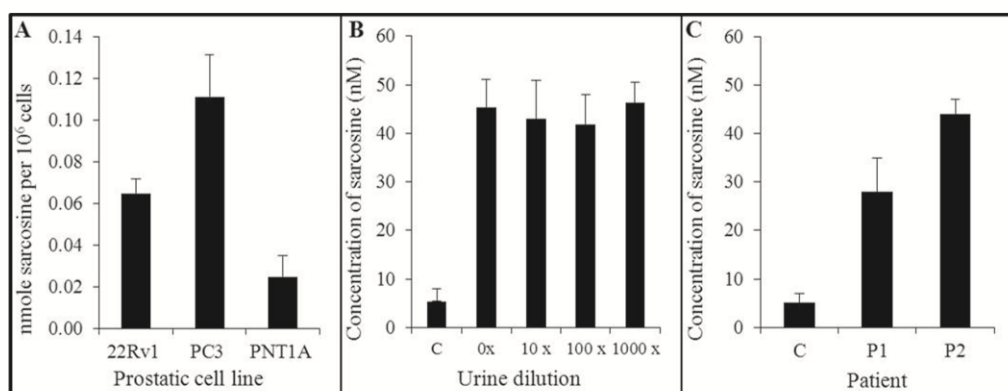 A
nmole sarcosine per 10⁶ cells
0.14
0.12
0.10
0.08
0.06
0.04
0.02
0.00
22Rv1 PC3 PNT1A
Prostatic cell line
B
Concentration of sarcosine (nM)
60
50
40
30
20
10
0
C 0x 10 x 100 x 1000 x
Urine dilution
C
Concentration of sarcosine (nM)
60
50
40
30
20
10
0
C P1 P2
Patient